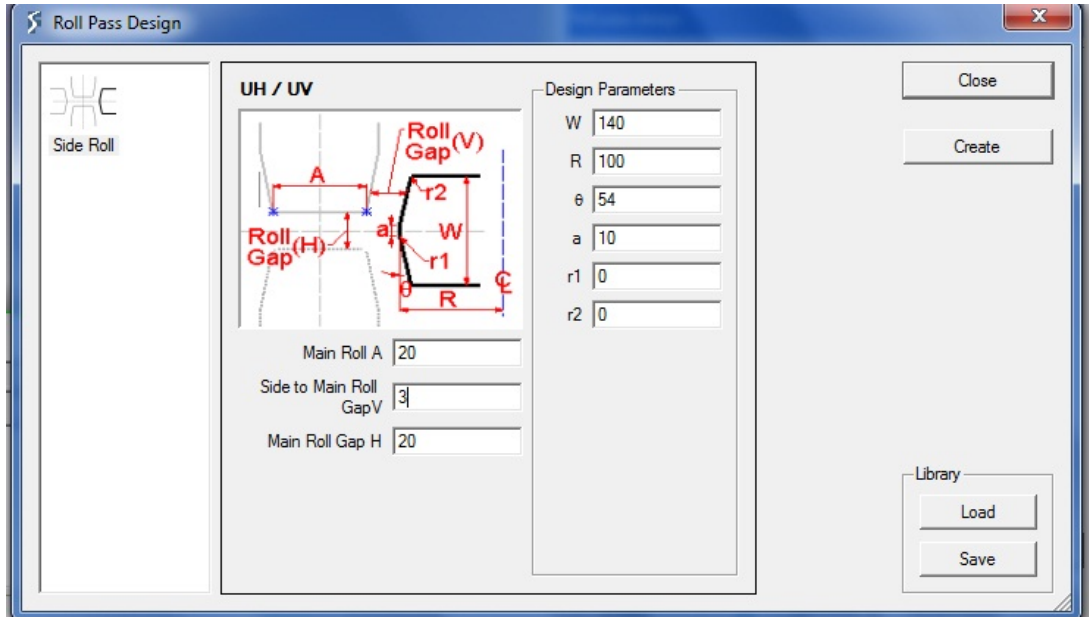 Roll Pass Design
Side Roll
UH / UV
Roll
Gap(V)
r2
A
Roll
Gap(H)
a
W
r1
θ
R
℄
Main Roll A 20
Side to Main Roll
GapV 3
Main Roll Gap H 20
Design Parameters
W 140
R 100
θ 54
a 10
r1 0
r2 0
Close
Create
Library
Load
Save